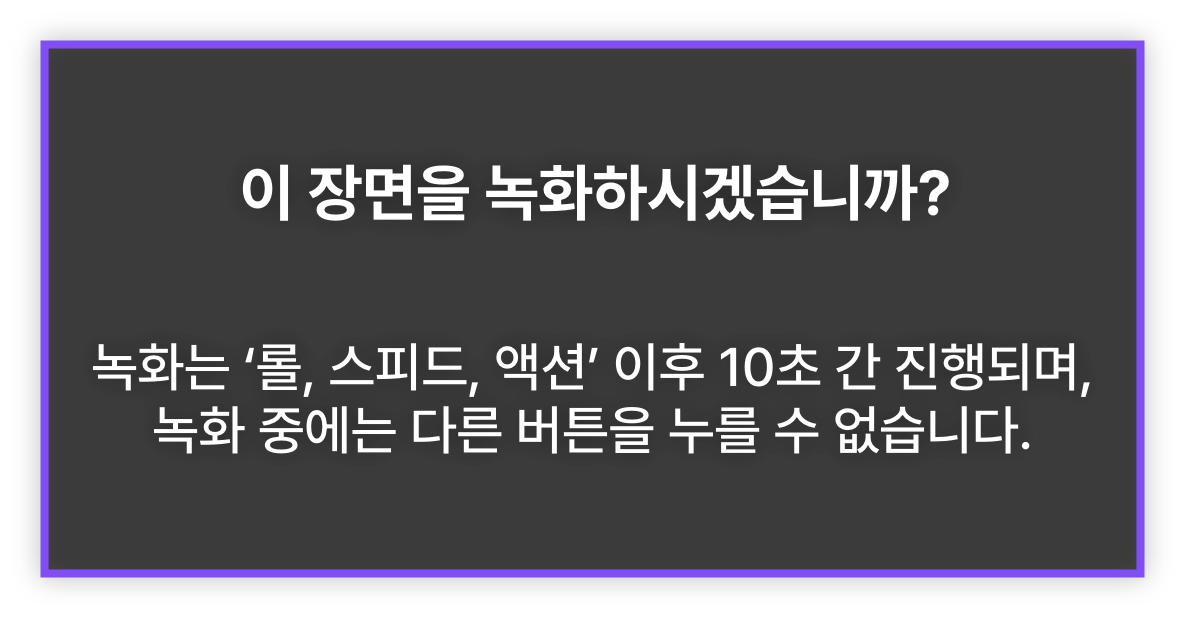 이 장면을 녹화하시겠습니까?
녹화는 ‘롤, 스피드, 액션’ 이후 10초 간 진행되며,
녹화 중에는 다른 버튼을 누를 수 없습니다.